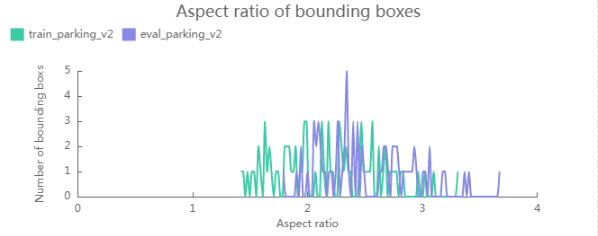 Aspect ratio of bounding boxes
train_parking_v2 eval_parking_v2
Number of bounding boxs
5
4
3
2
1
0
0 1 2 3 4
Aspect ratio